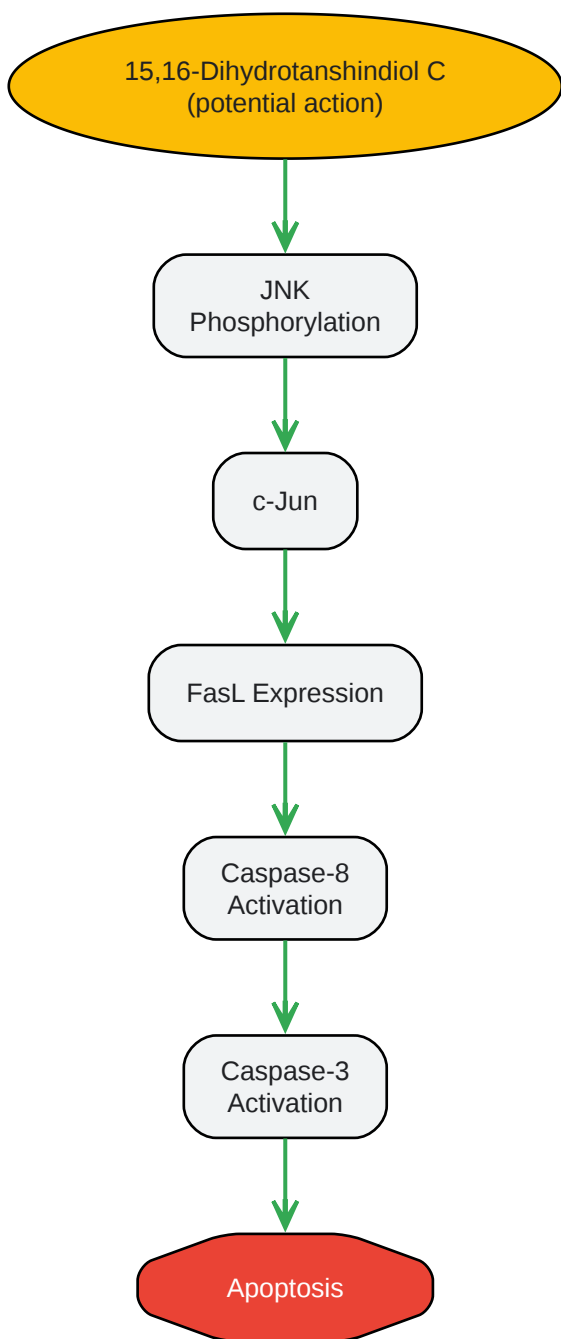 15,16-Dihydrotanshindiol C
(potential action)
JNK
Phosphorylation
c-Jun
FasL Expression
Caspase-8
Activation
Caspase-3
Activation
Apoptosis